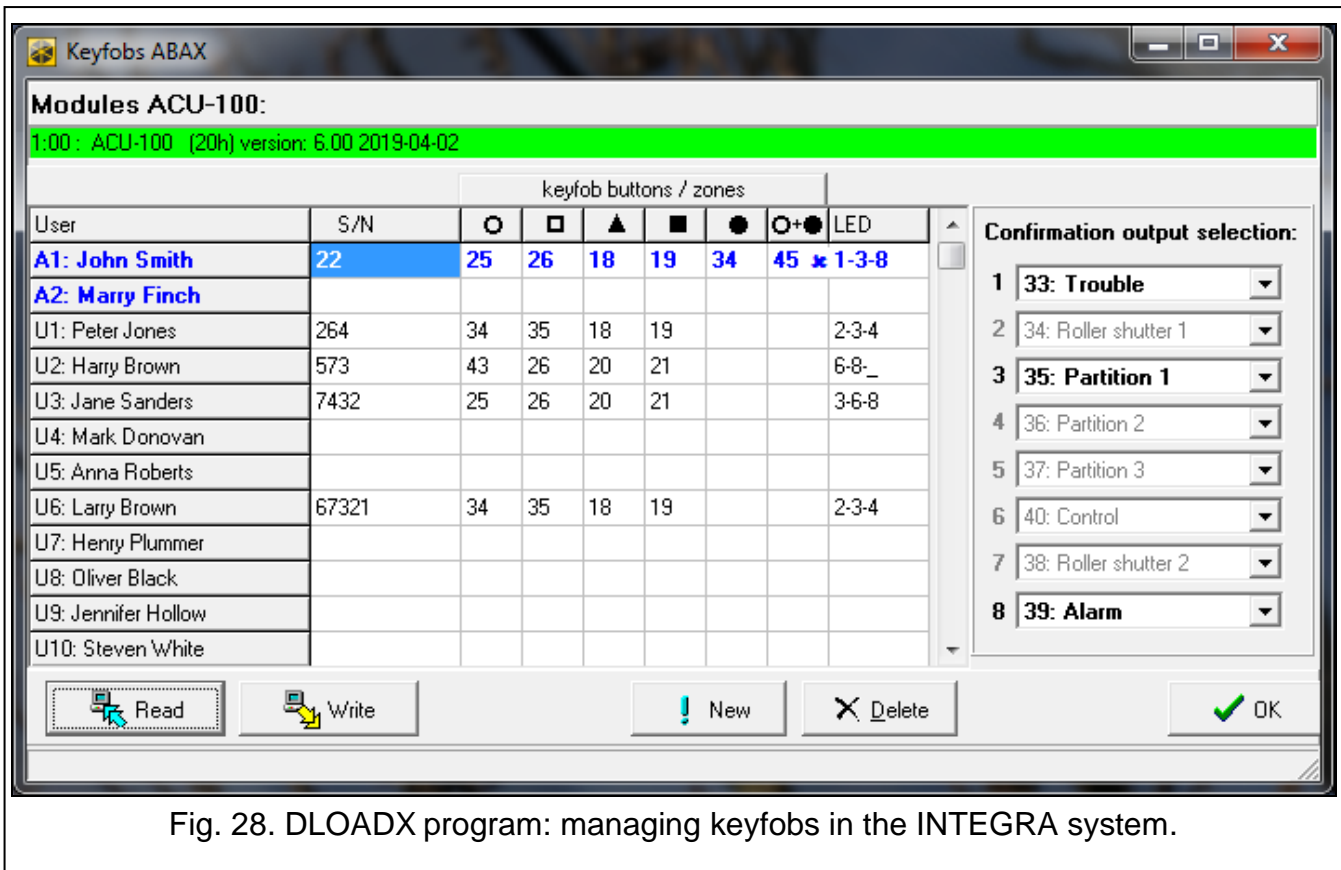 Keyfobs ABAX
Modules ACU-100:
1:00 : ACU-100 (20h) version: 6.00 2019-04-02
keyfob buttons / zones
User S/N ○ □ ▲ ■ ● ○+● LED
A1: John Smith 22 25 26 18 19 34 45 × 1-3-8
A2: Marry Finch
U1: Peter Jones 264 34 35 18 19 2-3-4
U2: Harry Brown 573 43 26 20 21 6-8-_
U3: Jane Sanders 7432 25 26 20 21 3-6-8
U4: Mark Donovan
U5: Anna Roberts
U6: Larry Brown 67321 34 35 18 19 2-3-4
U7: Henry Plummer
U8: Oliver Black
U9: Jennifer Hollow
U10: Steven White
Confirmation output selection:
1 33: Trouble
2 34: Roller shutter 1
3 35: Partition 1
4 36: Partition 2
5 37: Partition 3
6 40: Control
7 38: Roller shutter 2
8 39: Alarm
Read Write New Delete OK
Fig. 28. DLOADX program: managing keyfobs in the INTEGRA system.